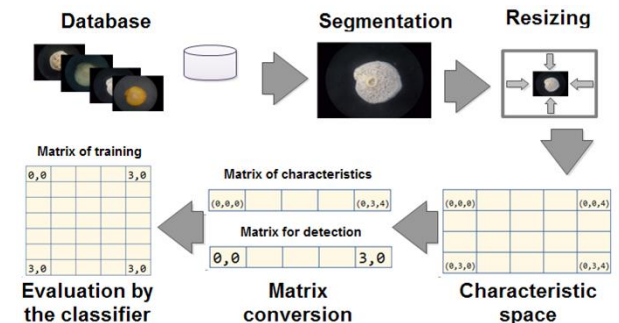 Database
Segmentation
Resizing
Matrix of training
0,0 3,0
3,0 3,0
Evaluation by
the classifier
Matrix of characteristics
(0,0,0) (0,3,4)
Matrix for detection
0,0 3,0
Matrix
conversion
(0,0,0) (0,0,4)
(0,3,0) (0,3,4)
Characteristic
space